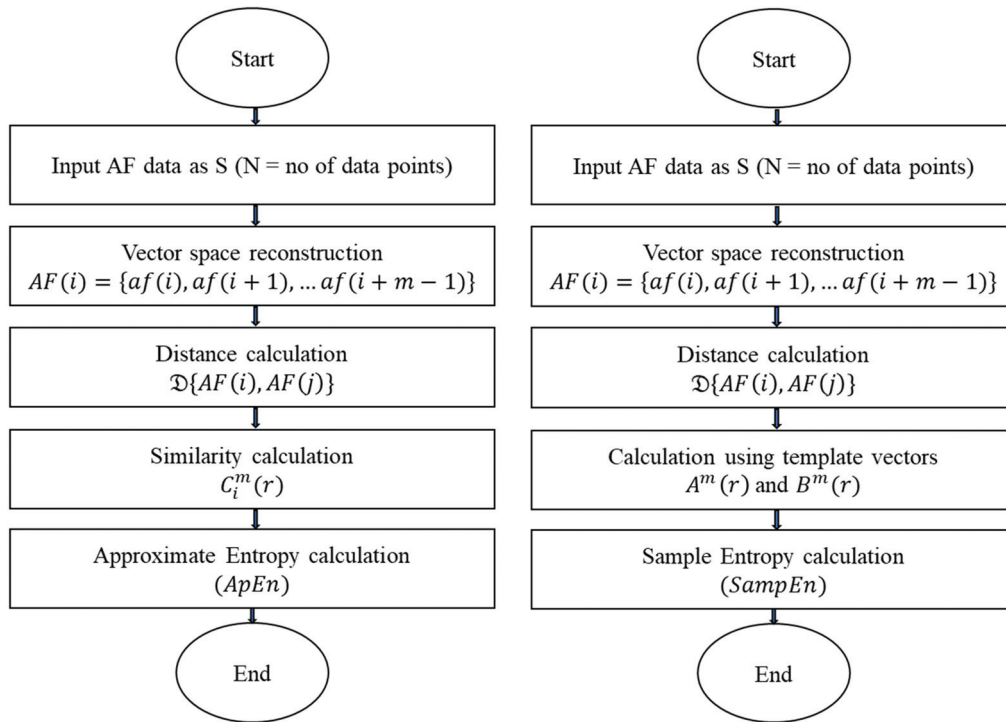 Start
Input AF data as S (N = no of data points)
Vector space reconstruction
𝐴𝐹(𝑖) = {𝑎𝑓(𝑖), 𝑎𝑓(𝑖 + 1), … 𝑎𝑓(𝑖 + 𝑚 − 1)}
Distance calculation
𝔇{𝐴𝐹(𝑖), 𝐴𝐹(𝑗)}
Similarity calculation
𝐶ᵢᵐ(𝑟)
Approximate Entropy calculation
(𝐴𝑝𝐸𝑛)
End
Start
Input AF data as S (N = no of data points)
Vector space reconstruction
𝐴𝐹(𝑖) = {𝑎𝑓(𝑖), 𝑎𝑓(𝑖 + 1), … 𝑎𝑓(𝑖 + 𝑚 − 1)}
Distance calculation
𝔇{𝐴𝐹(𝑖), 𝐴𝐹(𝑗)}
Calculation using template vectors
𝐴ᵐ(𝑟) and 𝐵ᵐ(𝑟)
Sample Entropy calculation
(𝑆𝑎𝑚𝑝𝐸𝑛)
End